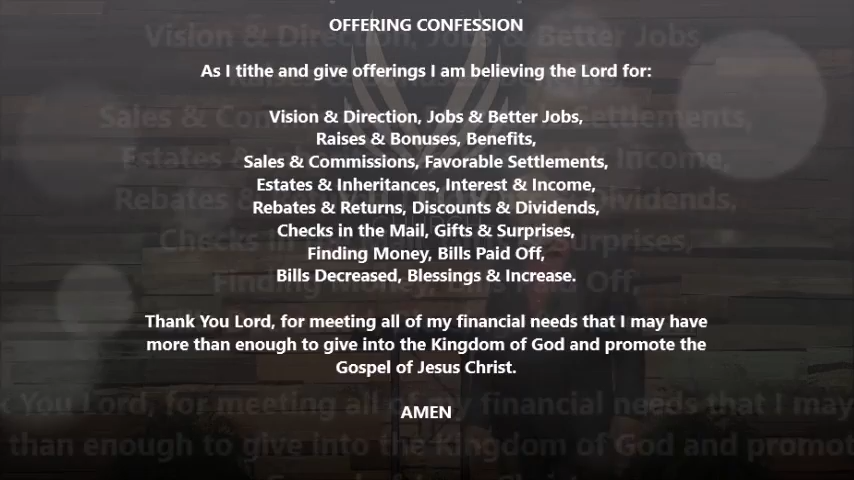 OFFERING CONFESSION
As I tithe and give offerings I am believing the Lord for:
Vision & Direction, Jobs & Better Jobs,
Raises & Bonuses, Benefits,
Sales & Commissions, Favorable Settlements,
Estates & Inheritances, Interest & Income,
Rebates & Returns, Discounts & Dividends,
Checks in the Mail, Gifts & Surprises,
Finding Money, Bills Paid Off,
Bills Decreased, Blessings & Increase.
Thank You Lord, for meeting all of my financial needs that I may have
more than enough to give into the Kingdom of God and promote the
Gospel of Jesus Christ.
AMEN